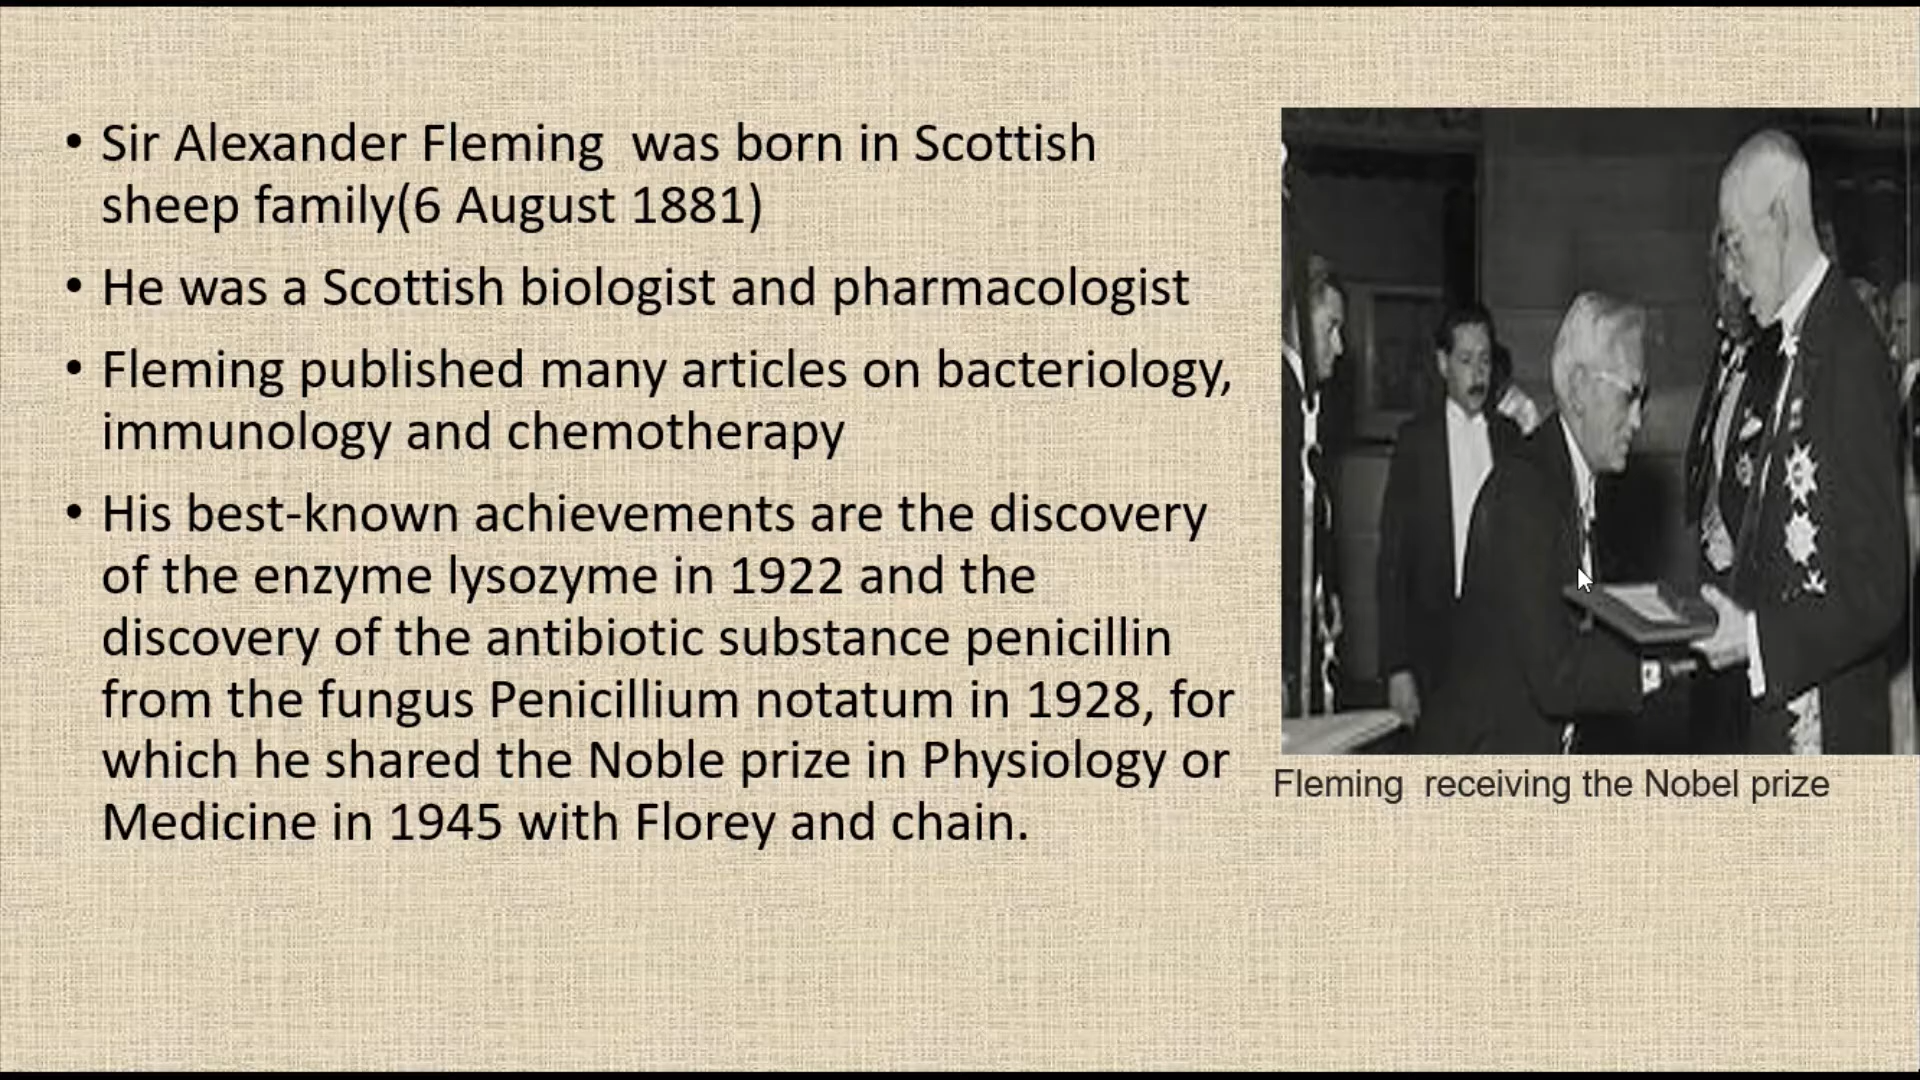 • Sir Alexander Fleming  was born in Scottish
sheep family(6 August 1881)
• He was a Scottish biologist and pharmacologist
• Fleming published many articles on bacteriology,
immunology and chemotherapy
• His best-known achievements are the discovery
of the enzyme lysozyme in 1922 and the
discovery of the antibiotic substance penicillin
from the fungus Penicillium notatum in 1928, for
which he shared the Noble prize in Physiology or
Medicine in 1945 with Florey and chain.
Fleming  receiving the Nobel prize